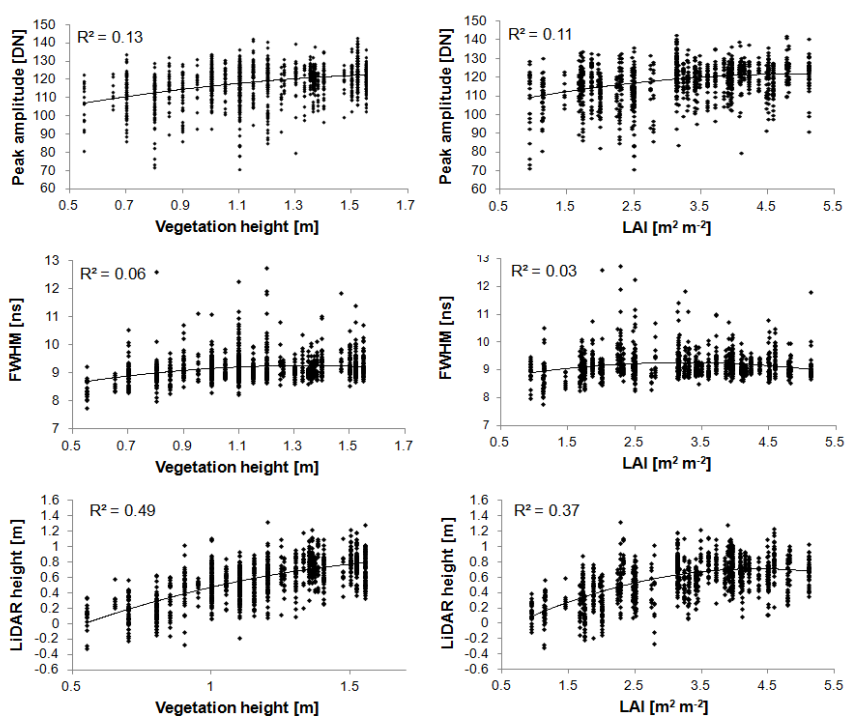 R² = 0.13
Peak amplitude [DN]
150
140
130
120
110
100
90
80
70
60
0.5 0.7 0.9 1.1 1.3 1.5 1.7
Vegetation height [m]
R² = 0.11
Peak amplitude [DN]
150
140
130
120
110
100
90
80
70
60
0.5 1.5 2.5 3.5 4.5 5.5
LAI [m² m⁻²]
R² = 0.06
FWHM [ns]
13
12
11
10
9
8
7
0.5 0.7 0.9 1.1 1.3 1.5 1.7
Vegetation height [m]
R² = 0.03
FWHM [ns]
13
12
11
10
9
8
7
0.5 1.5 2.5 3.5 4.5 5.5
LAI [m² m⁻²]
R² = 0.49
LiDAR height [m]
1.6
1.4
1.2
1
0.8
0.6
0.4
0.2
0
-0.2
-0.4
-0.6
0.5 1 1.5
Vegetation height [m]
R² = 0.37
LiDAR height [m]
1.6
1.4
1.2
1
0.8
0.6
0.4
0.2
0
-0.2
-0.4
-0.6
0.5 1.5 2.5 3.5 4.5 5.5
LAI [m² m⁻²]